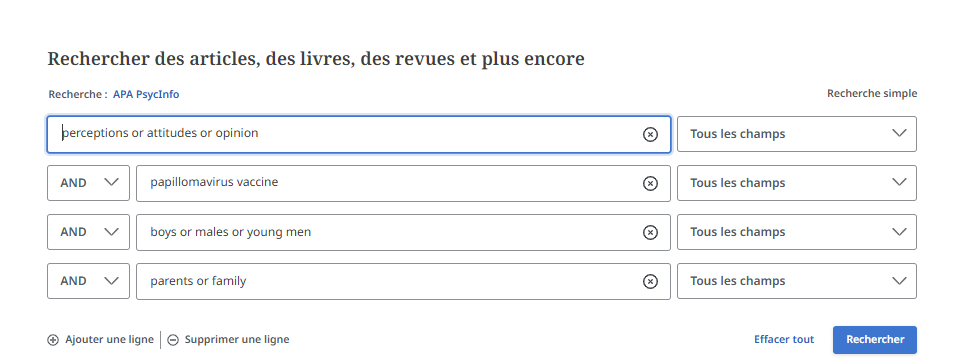 Rechercher des articles, des livres, des revues et plus encore
Recherche : APA PsycInfo
Recherche simple
perceptions or attitudes or opinion
Tous les champs
AND
papillomavirus vaccine
Tous les champs
AND
boys or males or young men
Tous les champs
AND
parents or family
Tous les champs
Ajouter une ligne
Supprimer une ligne
Effacer tout
Rechercher